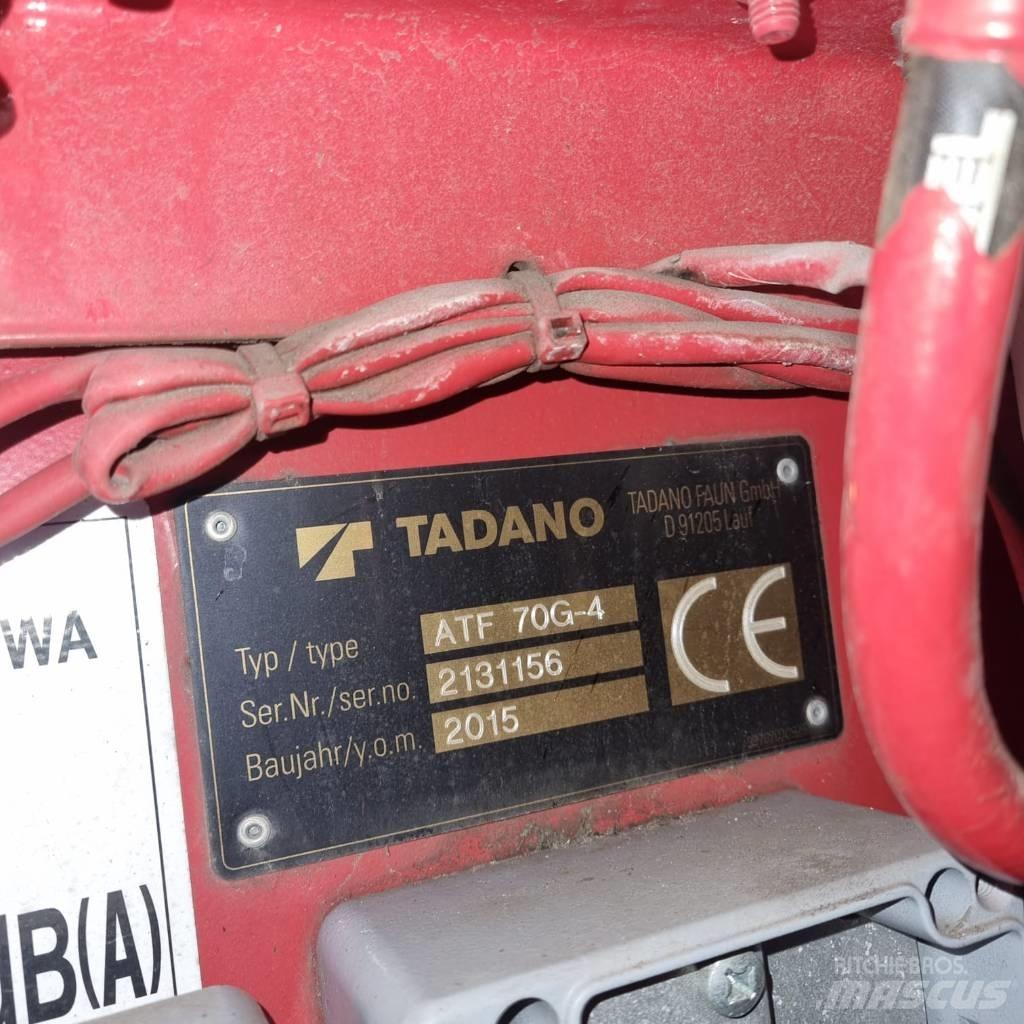 TADANO
TADANO FAUN GmbH
D 91205 Lauf
Typ / type ATF 70G-4
Ser.Nr./ser.no. 2131156
Baujahr/y.o.m. 2015
CE
WA
B(A)
RITCHIE BROS.
MASCUS